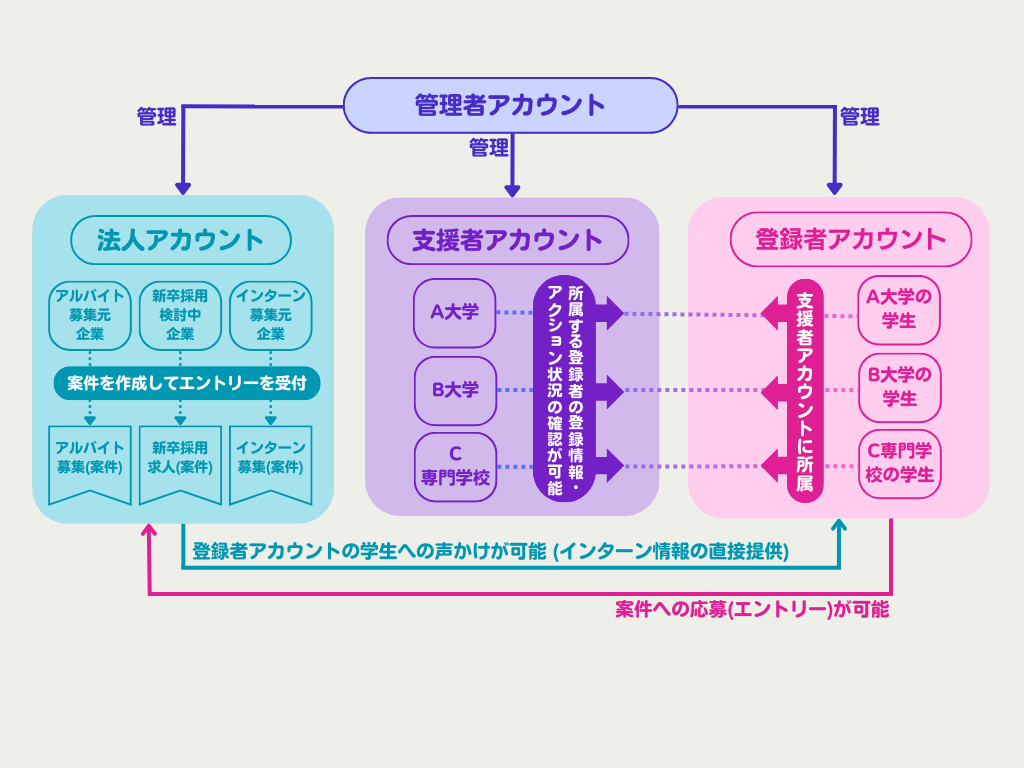 管理者アカウント
管理
管理
管理
法人アカウント
アルバイト
募集元
企業
新卒採用
検討中
企業
インターン
募集元
企業
案件を作成してエントリーを受付
アルバイト
募集(案件)
新卒採用
求人(案件)
インターン
募集(案件)
支援者アカウント
A大学
B大学
C
専門学校
所属する登録者の登録情報・
アクション状況の確認が可能
登録者アカウント
支援者アカウントに所属
A大学の
学生
B大学の
学生
C専門学
校の学生
登録者アカウントの学生への声かけが可能 (インターン情報の直接提供)
案件への応募(エントリー)が可能